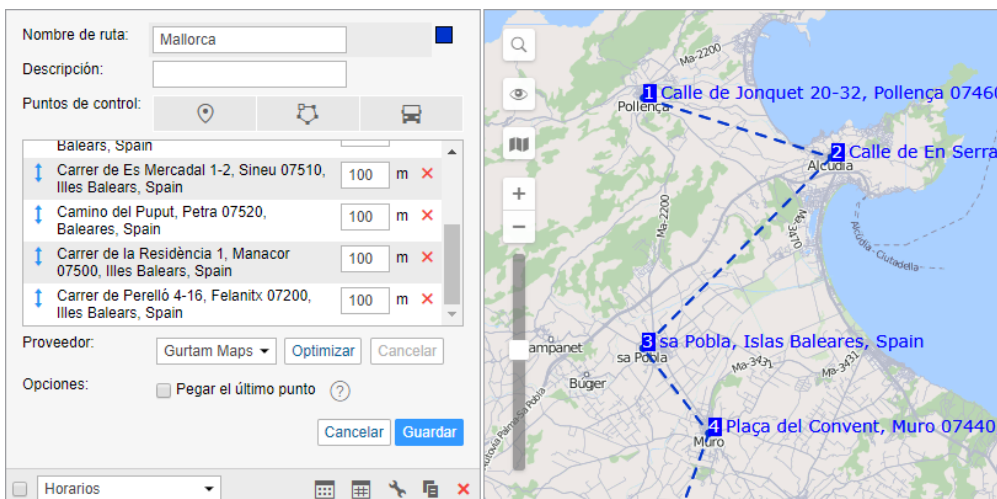 Nombre de ruta: Mallorca
Descripción:
Puntos de control:
Balears, Spain
Carrer de Es Mercadal 1-2, Sineu 07510,
Illes Balears, Spain
100 m
Camino del Puput, Petra 07520,
Baleares, Spain
100 m
Carrer de la Residència 1, Manacor
07500, Illes Balears, Spain
100 m
Carrer de Perelló 4-16, Felanitx 07200,
Illes Balears, Spain
100 m
Proveedor: Gurtam Maps Optimizar Cancelar
Opciones: Pegar el último punto ?
Cancelar Guardar
Horarios
Ma-2200
1 Calle de Jonquet 20-32, Pollença 07460
Pollença
2 Calle de En Serra
Alcúdia
Ma-2200
Ma-3470
Alcúdia - Ciutadella
3 sa Pobla, Islas Baleares, Spain
ampanet
sa Pobla
Ma-3431
Ma-3431
Búger
4 Plaça del Convent, Muro 07440
Muro
Autovia Palma Sa Pobla
+
−